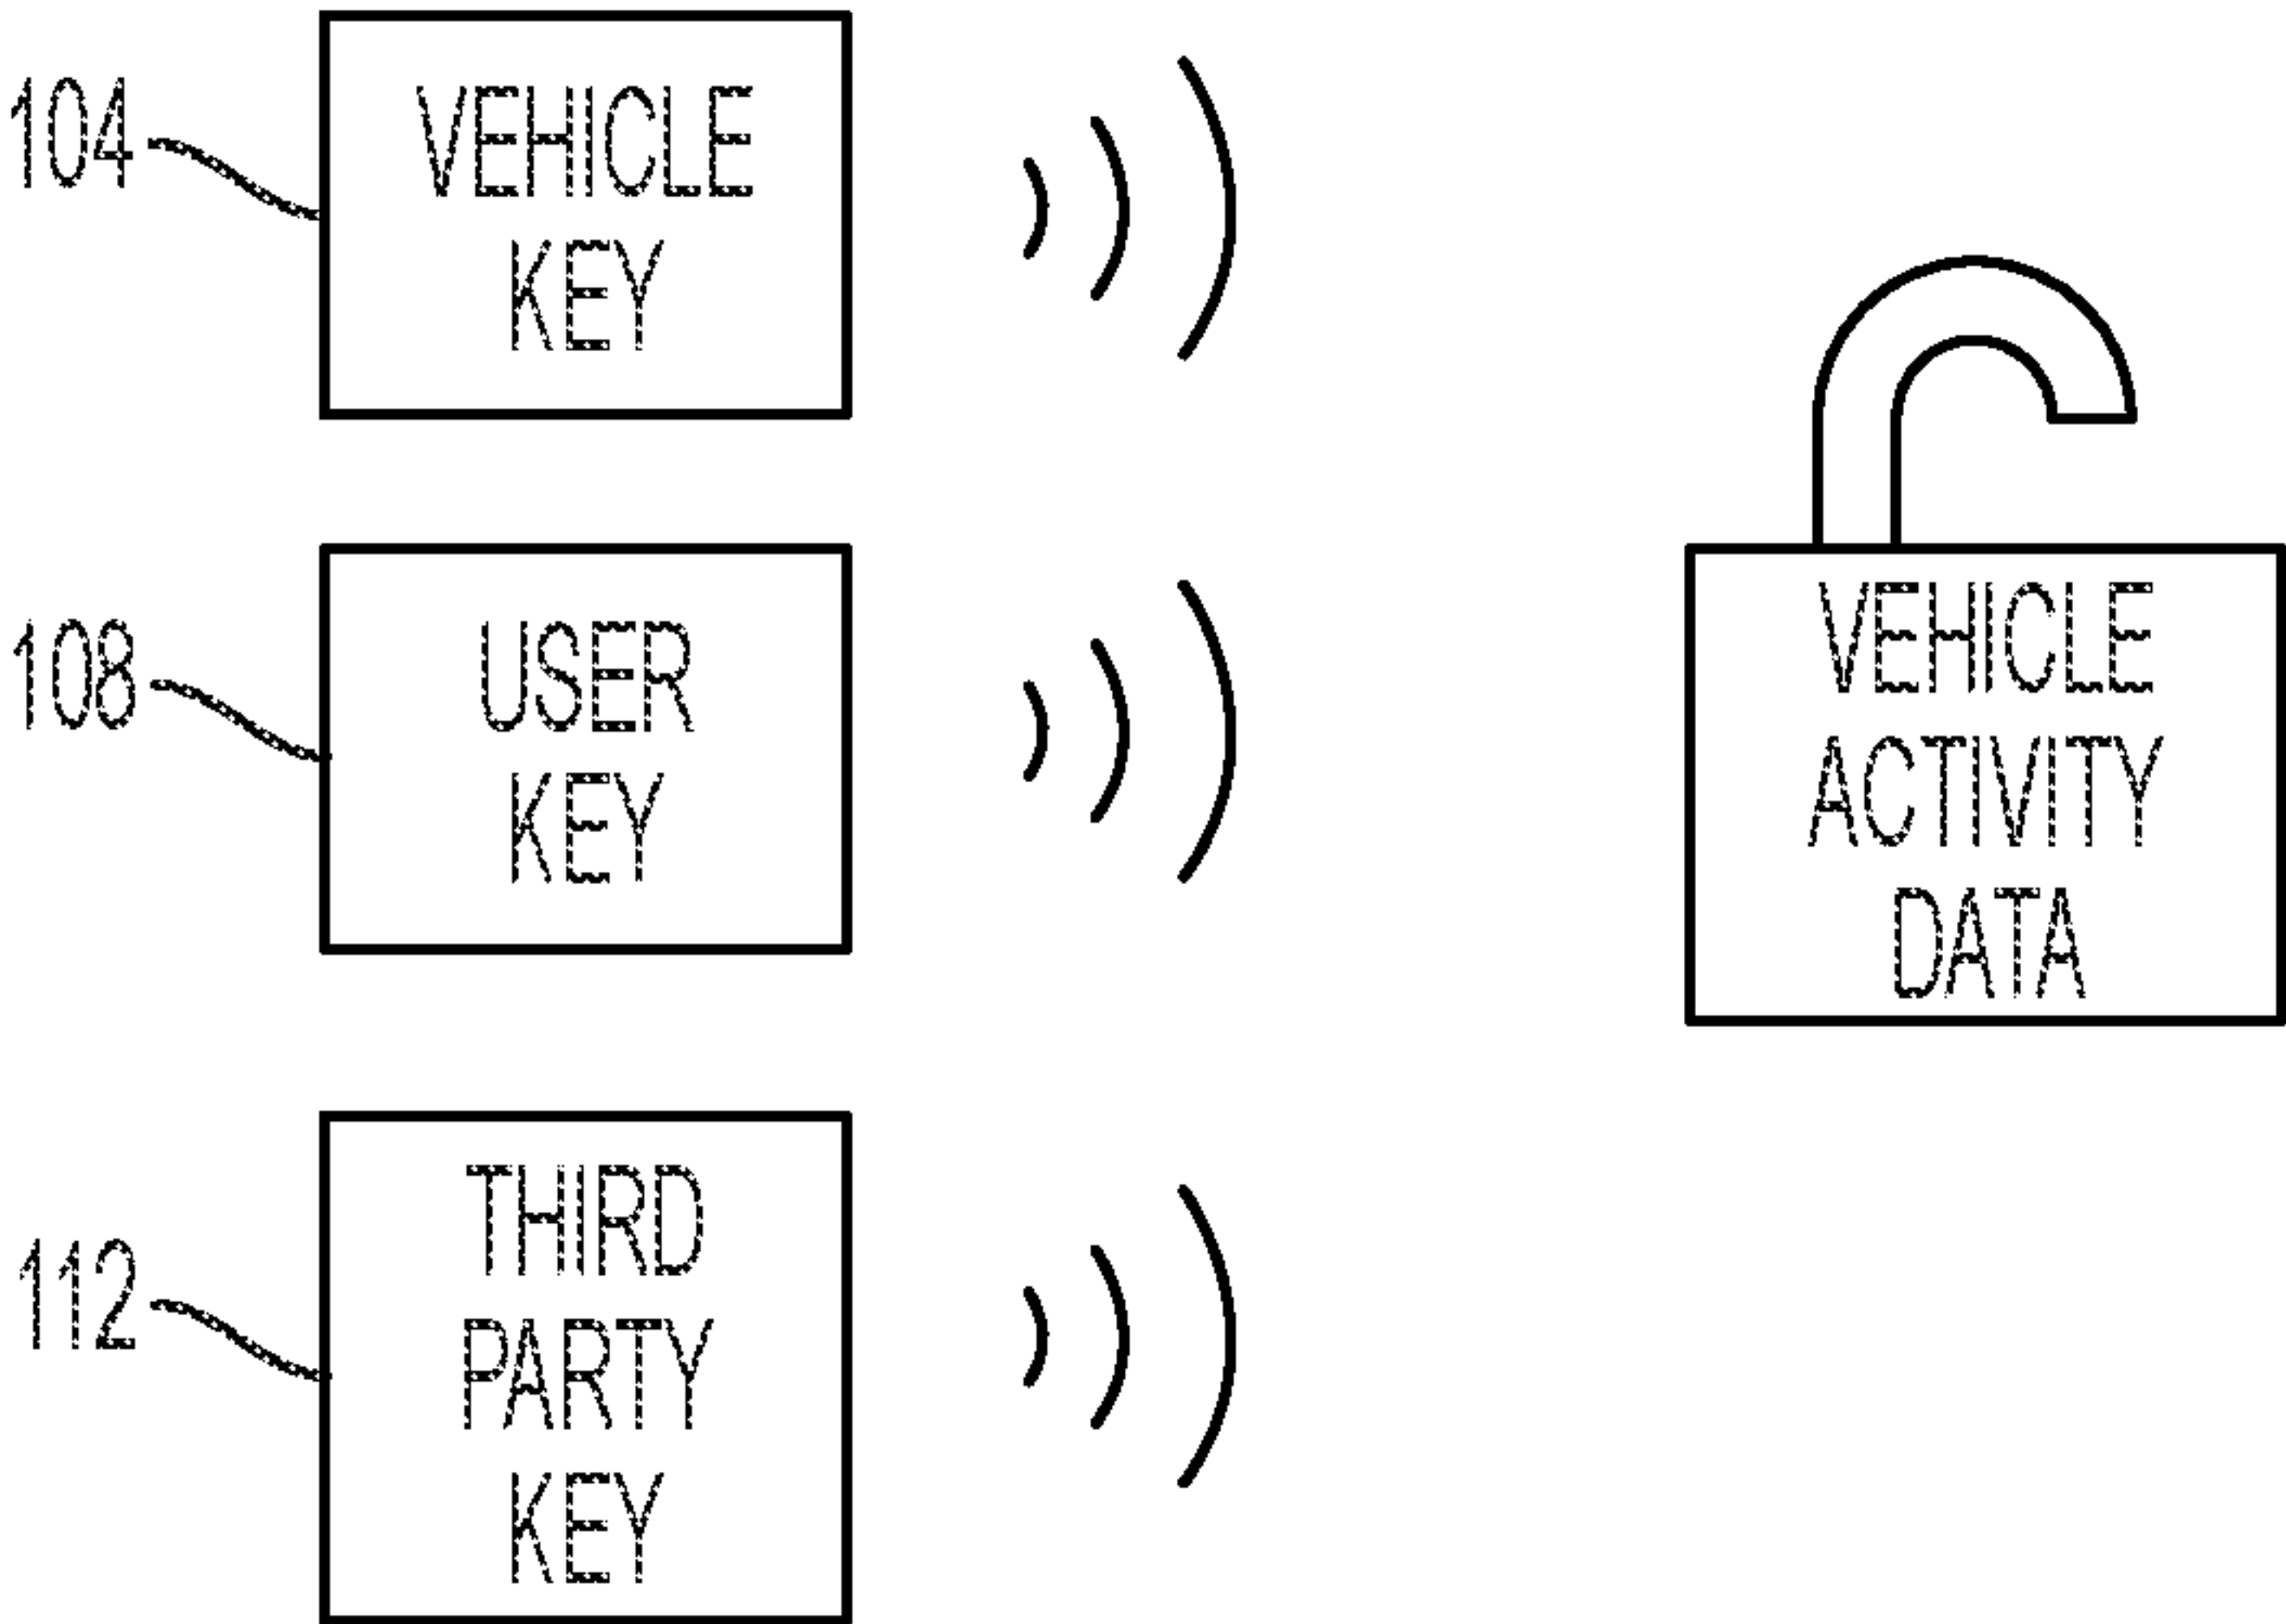 104
VEHICLE
KEY
108
USER
KEY
112
THIRD
PARTY
KEY
VEHICLE
ACTIVITY
DATA